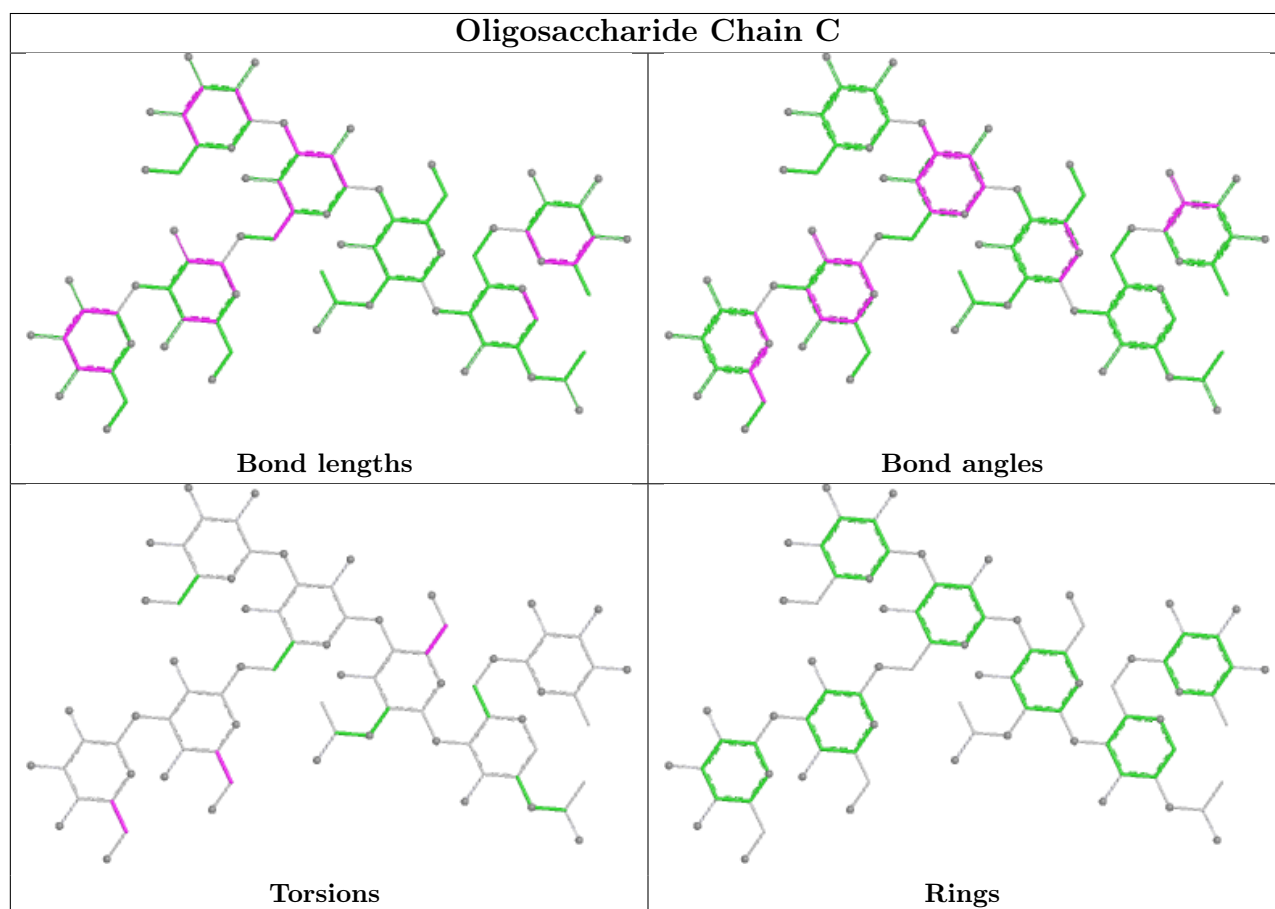 Oligosaccharide Chain C
Bond lengths
Bond angles
Torsions
Rings